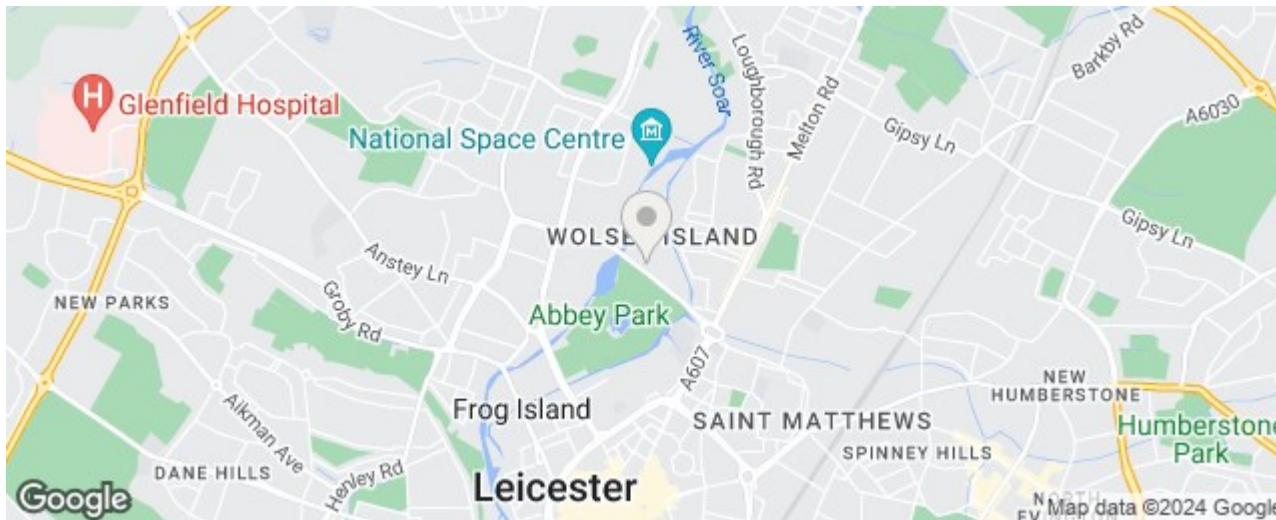 River Soar
Loughborough Rd
Melton Rd
Barkby Rd
A6030
Glenfield Hospital
H
National Space Centre
M
Gipsy Ln
Gipsy Ln
WOLSEY ISLAND
Anstey Ln
Groby Rd
NEW PARKS
Abbey Park
A607
NEW
HUMBERSTONE
Frog Island
SAINT MATTHEWS
Humberstone
Park
Aikman Ave
SPINNEY HILLS
DANE HILLS
Henley Rd
Leicester
Google
Map data ©2024 Google